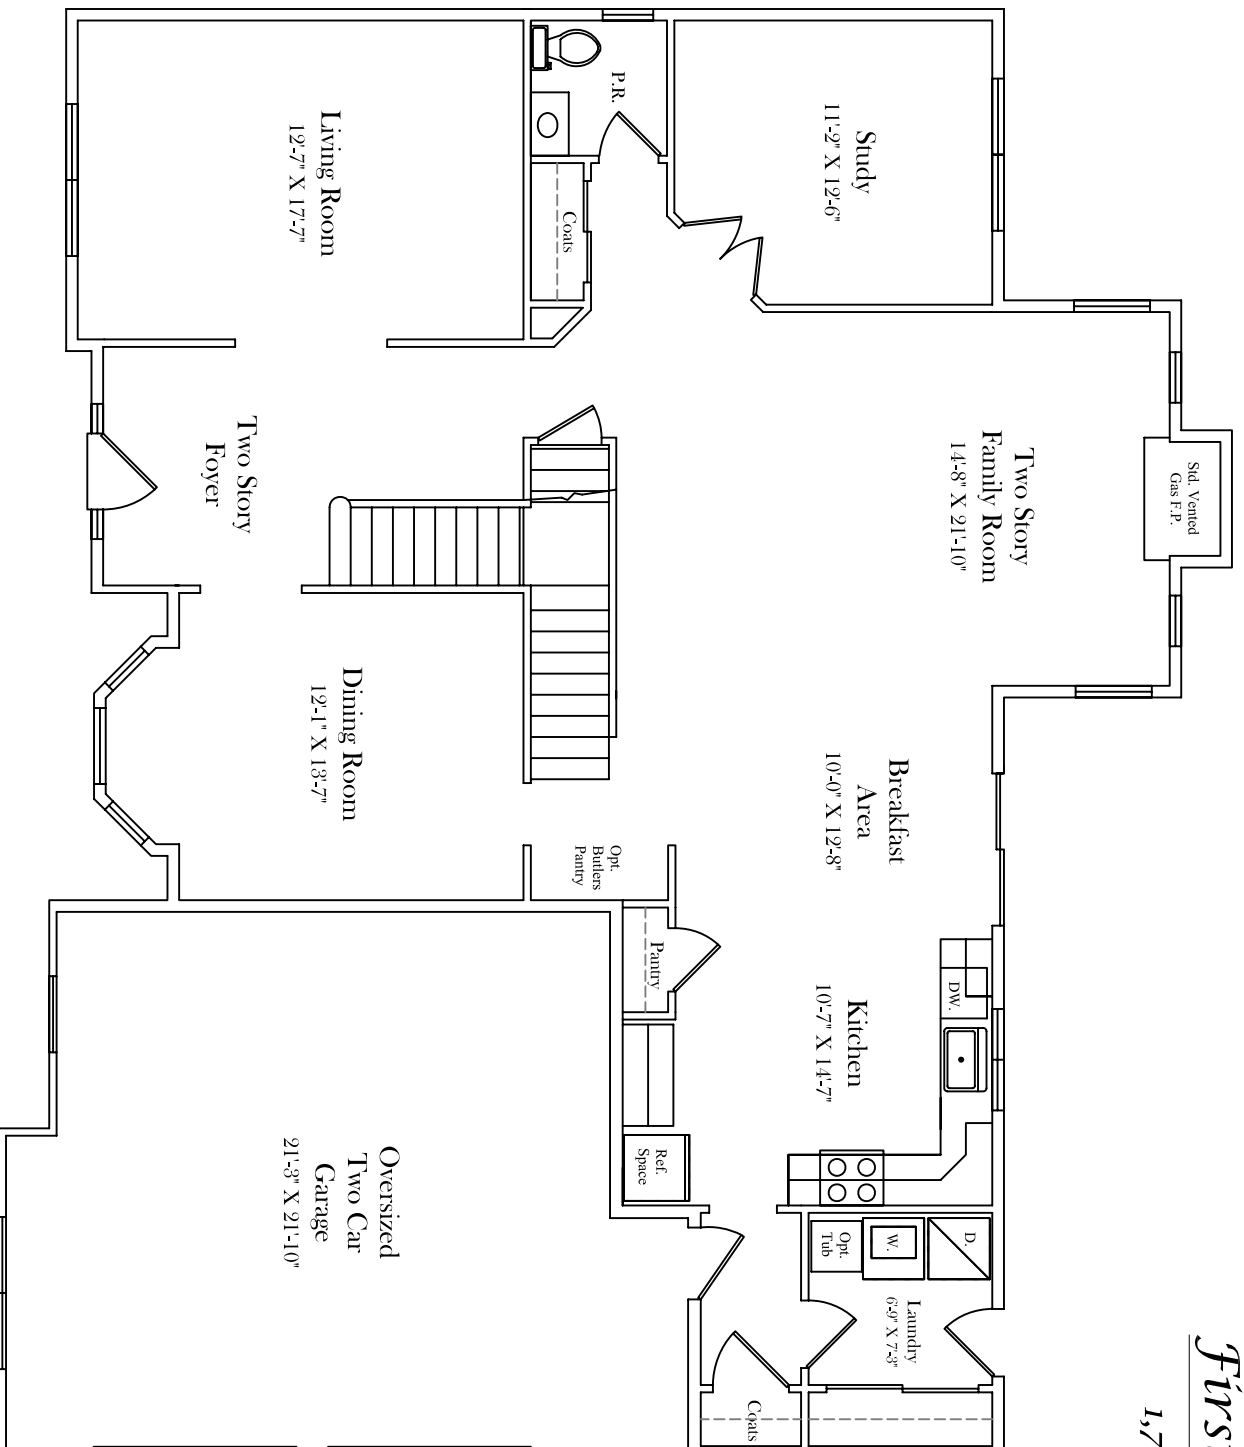 Firs
1,7
Std. Vented
Gas F.P.
Two Story
Family Room
14'-8" X 21'-10"
Study
11'-2" X 12'-6"
Breakfast
Area
10'-0" X 12'-8"
DW.
Kitchen
10'-7" X 14'-7"
D.
W.
Opt.
Tub
Laundry
6'-9" X 7'-3"
Coats
P.R.
Coats
Opt.
Butlers
Pantry
Pantry
Ref.
Space
Living Room
12'-7" X 17'-7"
Two Story
Foyer
Dining Room
12'-1" X 13'-7"
Oversized
Two Car
Garage
21'-3" X 21'-10"